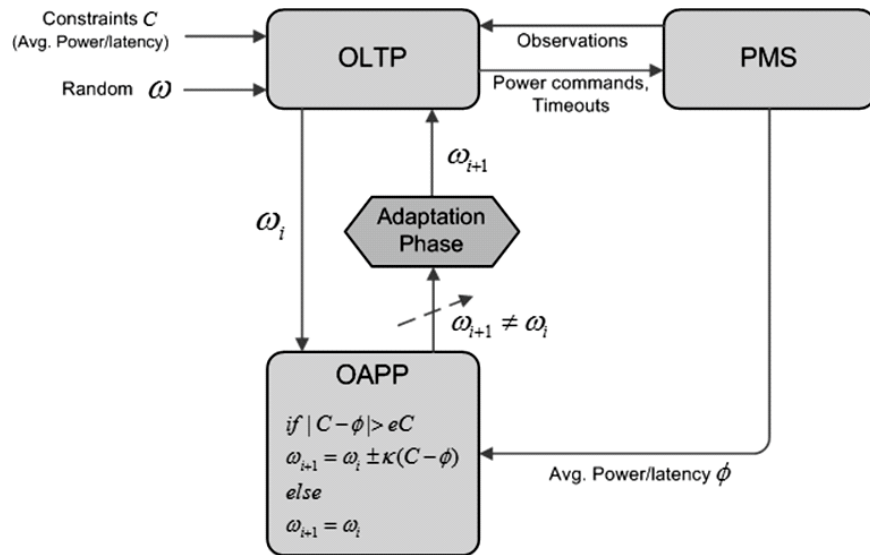 Constraints C
(Avg. Power/latency)
Random ω
OLTP
Observations
Power commands,
Timeouts
PMS
ω_{i+1}
ω_i
Adaptation
Phase
ω_{i+1} ≠ ω_i
OAPP
if | C − ϕ |> eC
ω_{i+1} = ω_i ± κ(C − ϕ)
else
ω_{i+1} = ω_i
Avg. Power/latency ϕ